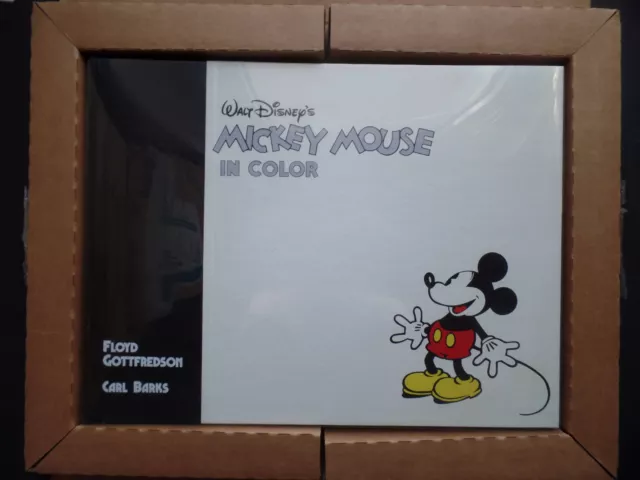 Walt Disney's
MICKEY MOUSE
IN COLOR
FLOYD
GOTTFREDSON
CARL BARKS